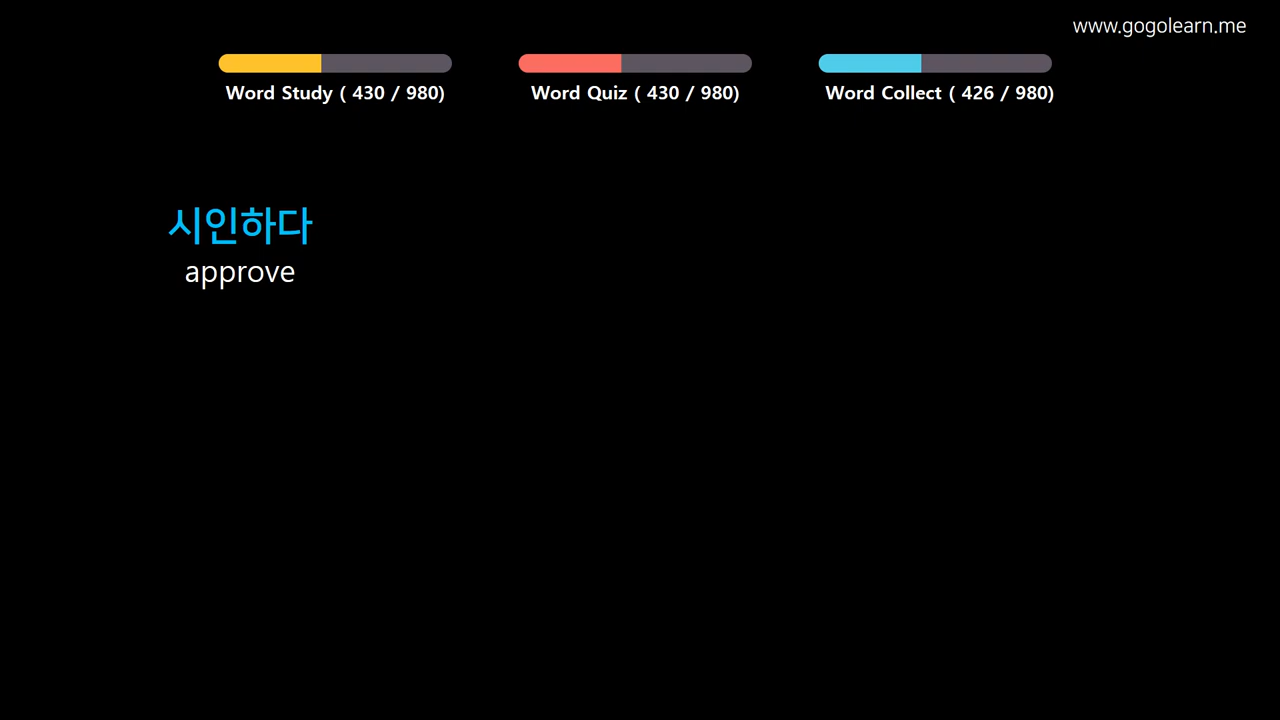 www.gogolearn.me
Word Study ( 430 / 980)
Word Quiz ( 430 / 980)
Word Collect ( 426 / 980)
시인하다
approve